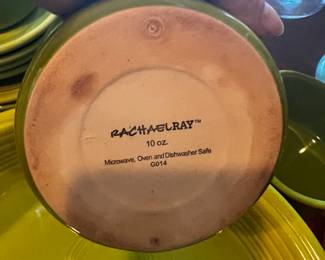 RACHAELRAY™
10 oz.
Microwave, Oven and Dishwasher Safe
G014